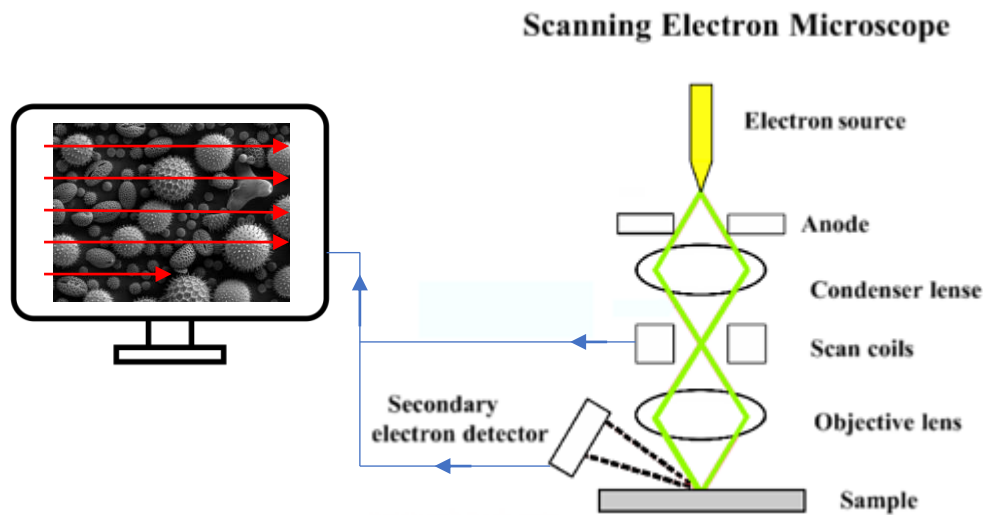 Scanning Electron Microscope
Electron source
Anode
Condenser lense
Scan coils
Secondary
electron detector
Objective lens
Sample